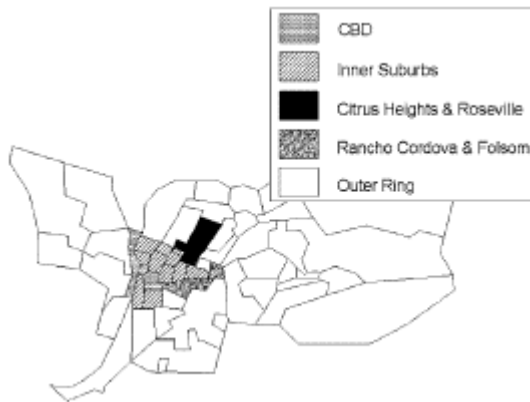 CBD
Inner Suburbs
Citrus Heights & Roseville
Rancho Cordova & Folsom
Outer Ring